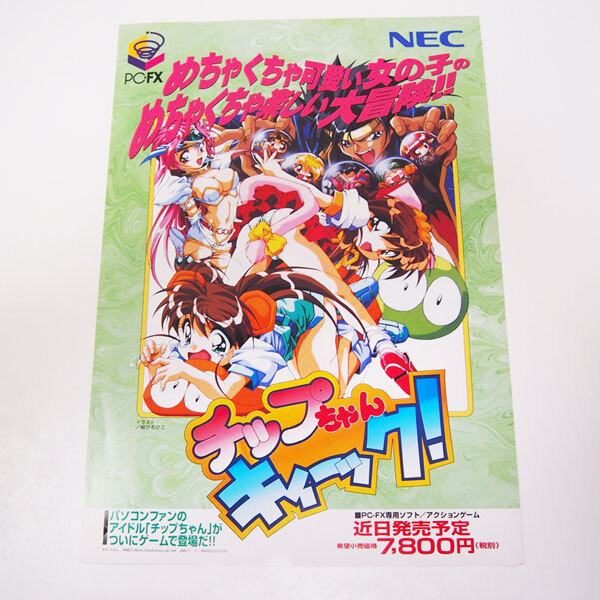 PC-FX
NEC
めちゃくちゃ可愛い女の子の
めちゃくちゃ楽しい大冒険!!
イラスト
チップちゃん
キィーック!
パソコンファンの
アイドル「チップちゃん」が
ついにゲームで登場だ!!
■PC-FX専用ソフト/アクションゲーム
近日発売予定
希望小売価格 7,800円(税別)